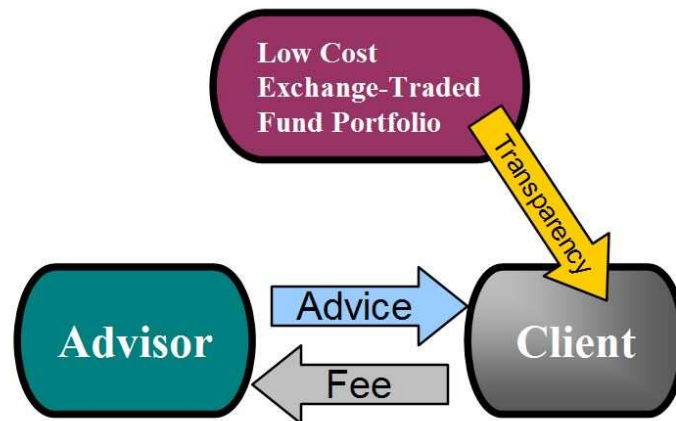 Low Cost
Exchange-Traded
Fund Portfolio
Transparency
Advisor
Advice
Client
Fee